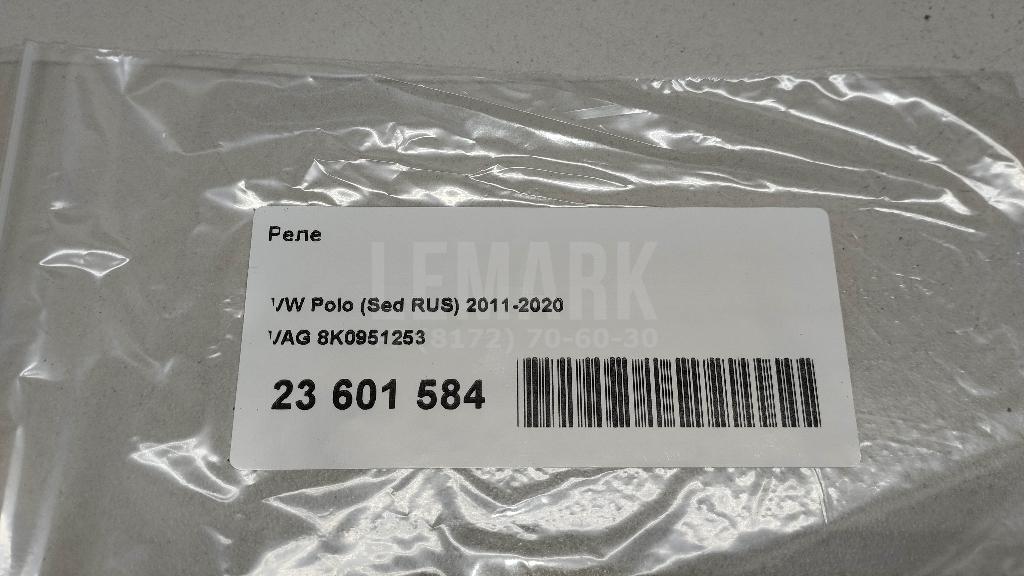 Реле
LEMARK
VW Polo (Sed RUS) 2011-2020
VAG 8K0951253
(8172) 70-60-30
23 601 584